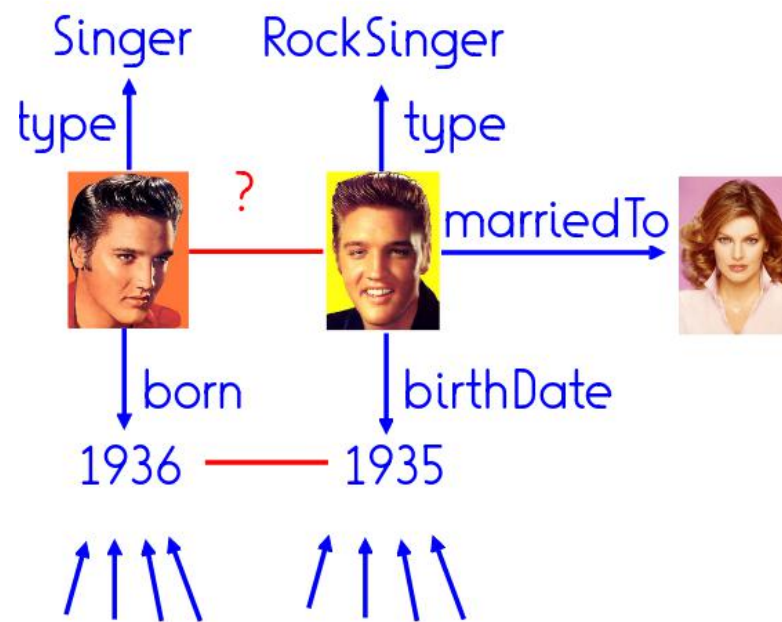 Singer RockSinger
type type
?
marriedTo
born birthDate
1936 1935